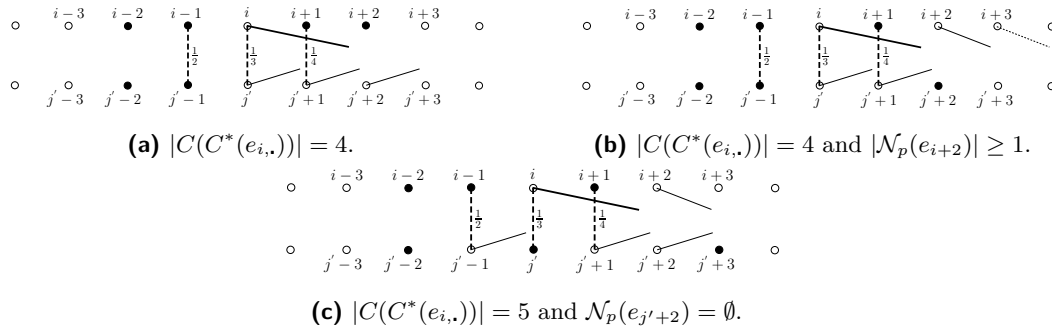 i−3 i−2 i−1 i i+1 i+2 i+3
1/2 1/3 1/4
j′−3 j′−2 j′−1 j′ j′+1 j′+2 j′+3
(a) |C(C*(e_{i,.}))| = 4.
i−3 i−2 i−1 i i+1 i+2 i+3
1/2 1/3 1/4
j′−3 j′−2 j′−1 j′ j′+1 j′+2 j′+3
(b) |C(C*(e_{i,.}))| = 4 and |𝒩_p(e_{i+2})| ≥ 1.
i−3 i−2 i−1 i i+1 i+2 i+3
1/2 1/3 1/4
j′−3 j′−2 j′−1 j′ j′+1 j′+2 j′+3
(c) |C(C*(e_{i,.}))| = 5 and 𝒩_p(e_{j′+2}) = ∅.